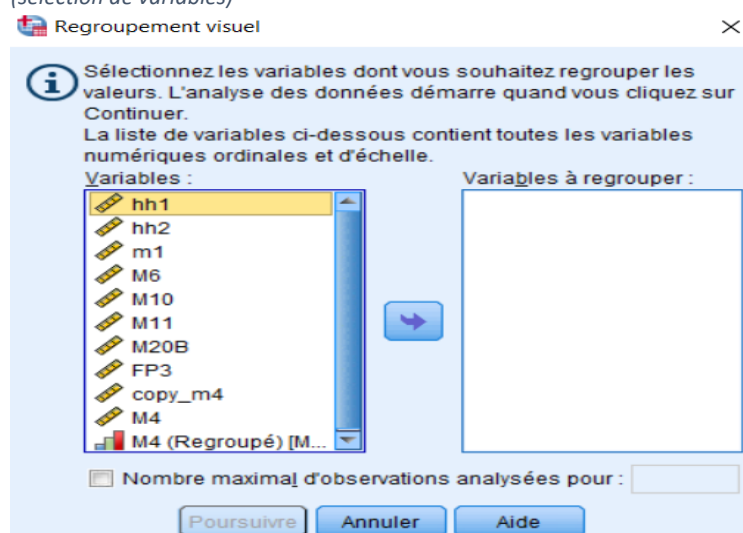 (sélection de variables)
Regroupement visuel
Sélectionnez les variables dont vous souhaitez regrouper les
valeurs. L'analyse des données démarre quand vous cliquez sur
Continuer.
La liste de variables ci-dessous contient toutes les variables
numériques ordinales et d'échelle.
Variables :
hh1
hh2
m1
M6
M10
M11
M20B
FP3
copy_m4
M4
M4 (Regroupé) [M...
Variables à regrouper :
Nombre maximal d'observations analysées pour :
Poursuivre
Annuler
Aide